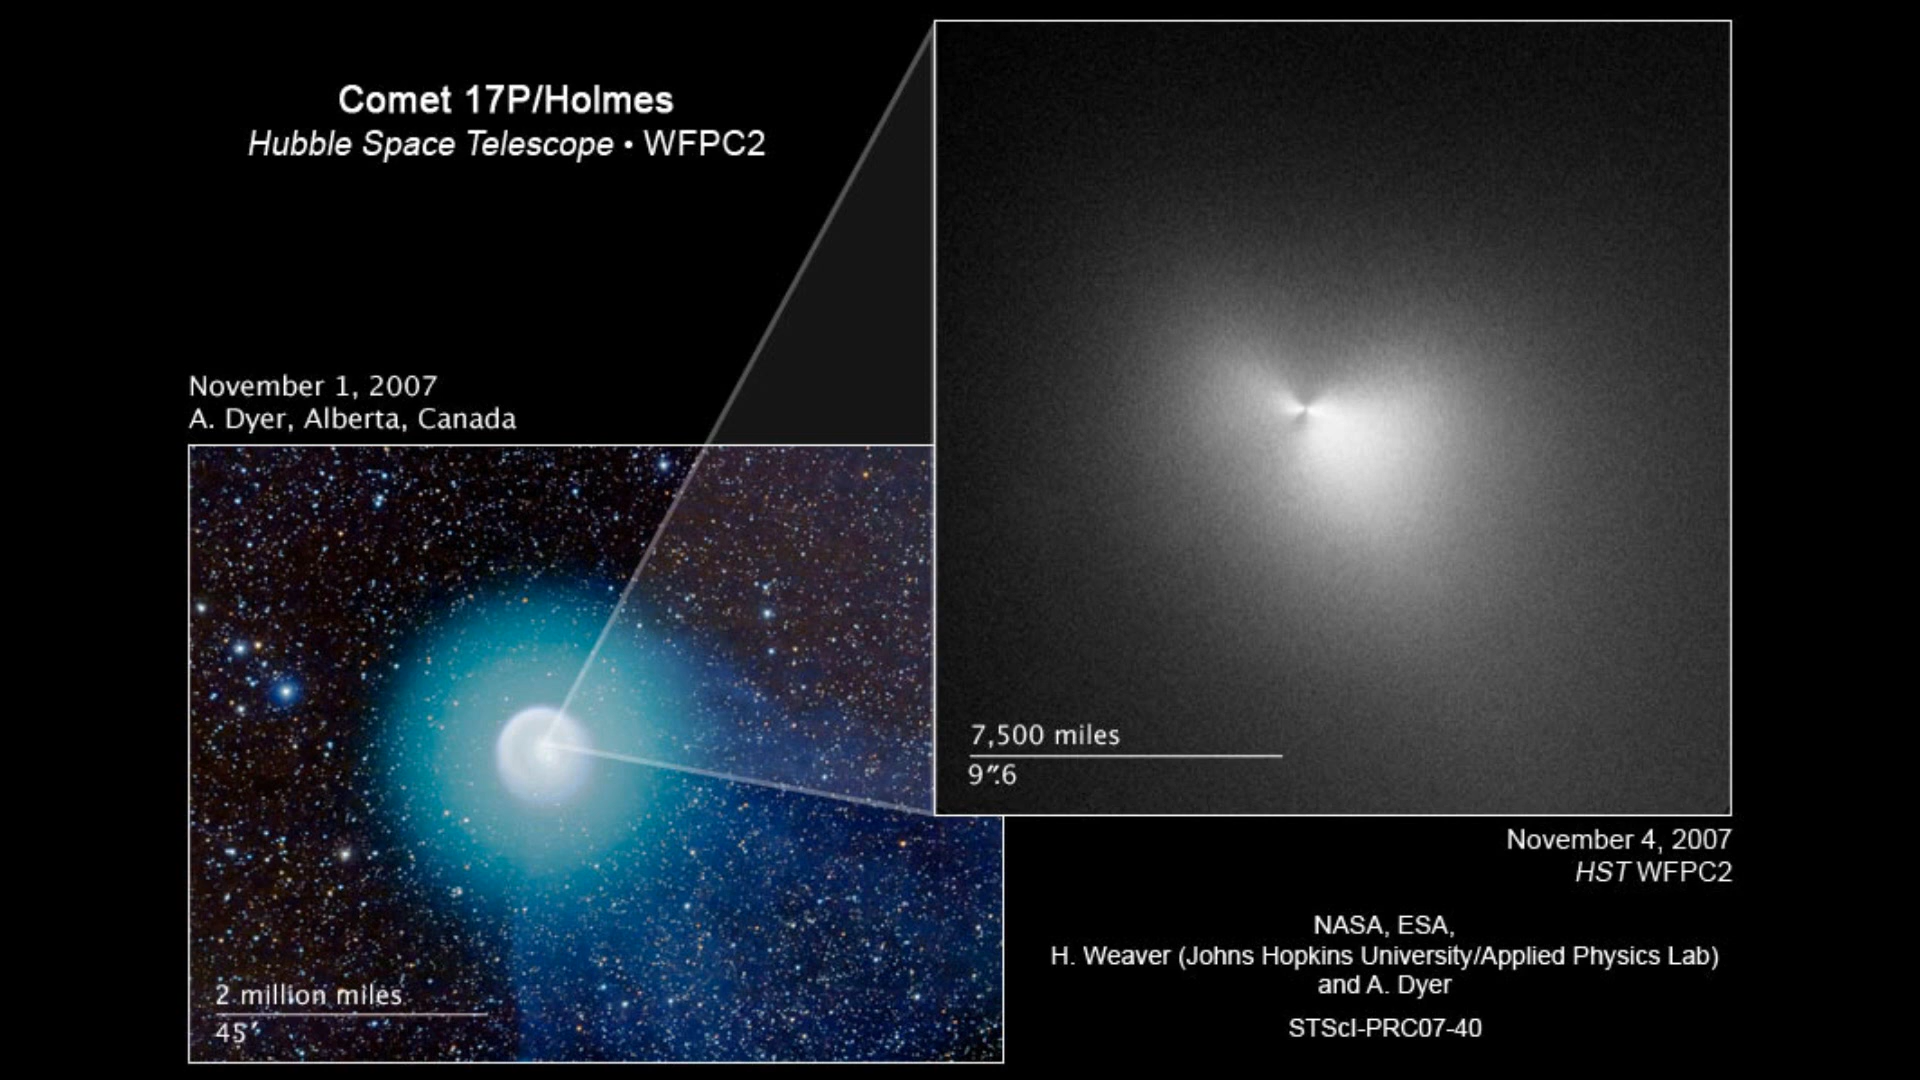 Comet 17P/Holmes
Hubble Space Telescope • WFPC2
November 1, 2007
A. Dyer, Alberta, Canada
2 million miles
45′
7,500 miles
9″.6
November 4, 2007
HST WFPC2
NASA, ESA,
H. Weaver (Johns Hopkins University/Applied Physics Lab)
and A. Dyer
STScI-PRC07-40